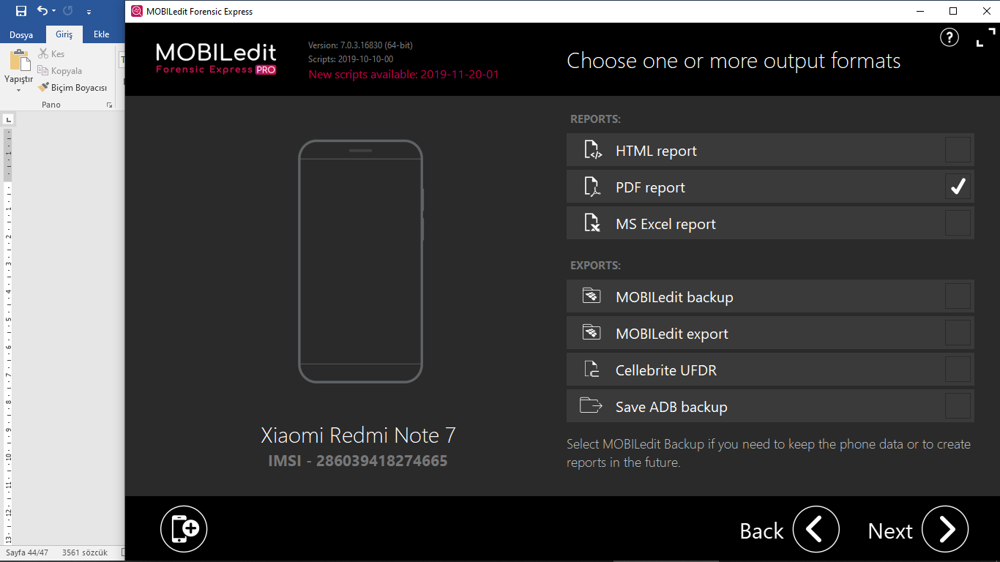 Dosya
Giriş
Ekle
Kes
Kopyala
Yapıştır
Biçim Boyacısı
Pano
Sayfa 44/47
3561 sözcük
MOBILedit Forensic Express
MOBILedit
Forensic Express PRO
Version: 7.0.3.16830 (64-bit)
Scripts: 2019-10-10-00
New scripts available: 2019-11-20-01
Choose one or more output formats
Xiaomi Redmi Note 7
IMSI - 286039418274665
REPORTS:
HTML report
PDF report
MS Excel report
EXPORTS:
MOBILedit backup
MOBILedit export
Cellebrite UFDR
Save ADB backup
Select MOBILedit Backup if you need to keep the phone data or to create
reports in the future.
Back
Next